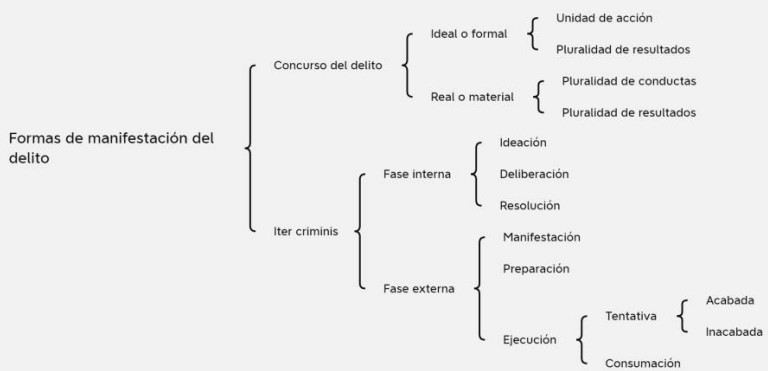 Formas de manifestación del
delito
Concurso del delito
Ideal o formal
Unidad de acción
Pluralidad de resultados
Real o material
Pluralidad de conductas
Pluralidad de resultados
Iter criminis
Fase interna
Ideación
Deliberación
Resolución
Fase externa
Manifestación
Preparación
Ejecución
Tentativa
Acabada
Inacabada
Consumación